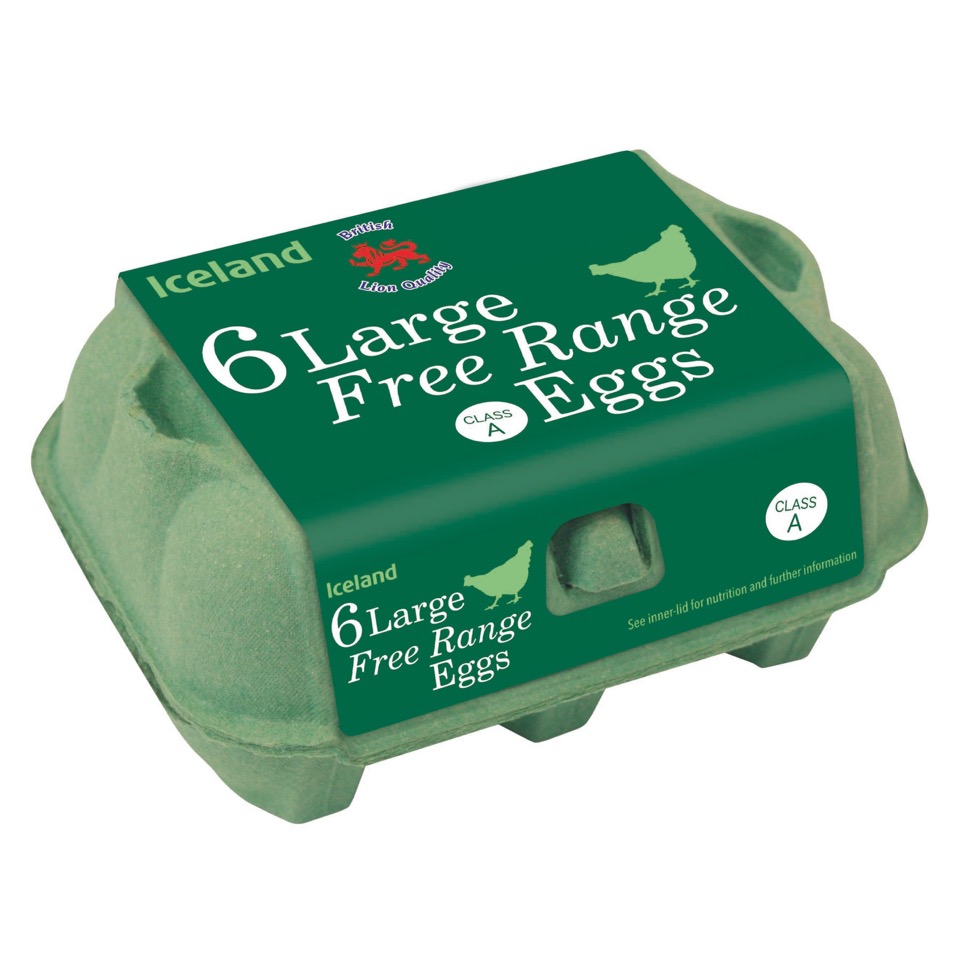 Iceland
British
Lion Quality
6 Large
Free Range
Eggs
CLASS
A
CLASS
A
Iceland
6 Large
Free Range
Eggs
See inner-lid for nutrition and further information